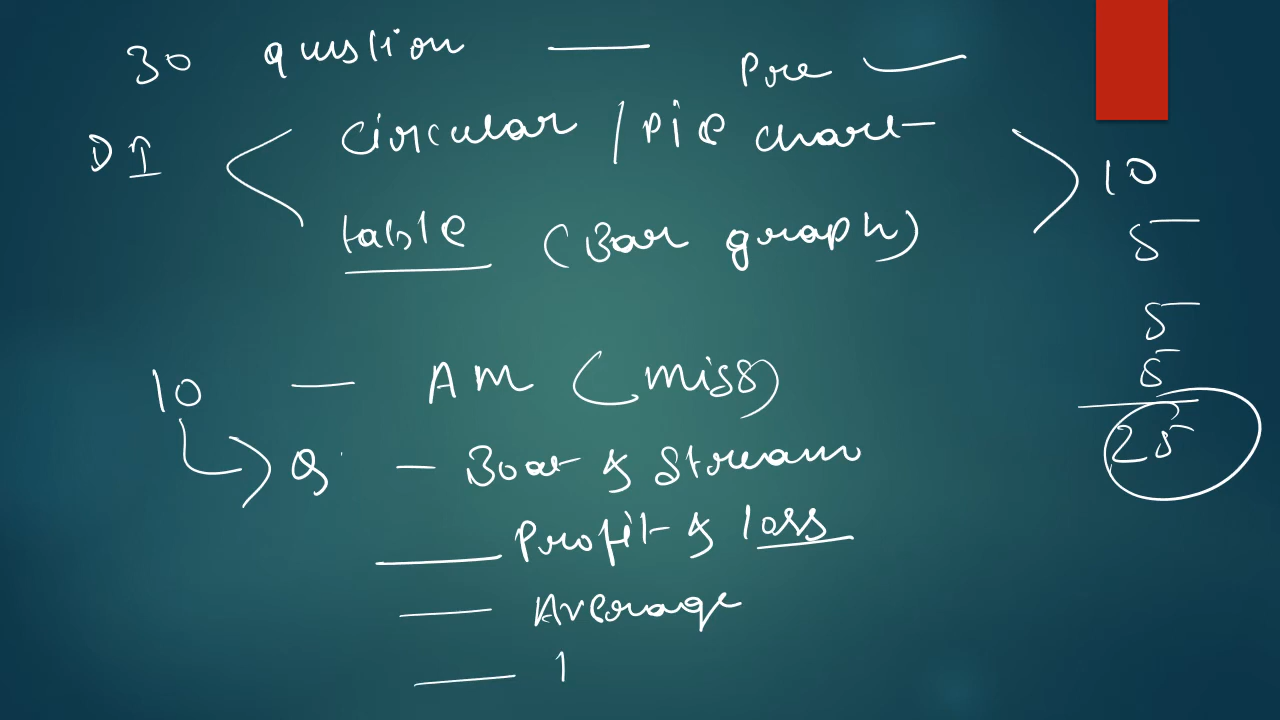 30 question — Pre
DI < Circular / Pie chart > 10
table (Bar graph) 5
5
10 — AM (miss) 5
25
Q — Boat & Stream
— Profit & loss
— Average
— 1